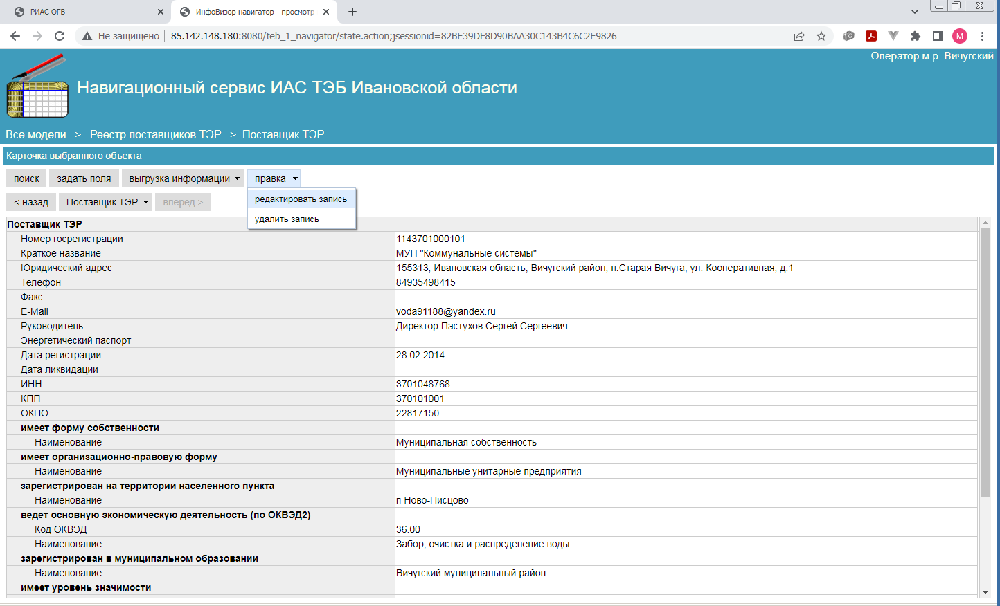 РИАС ОГВ
ИнфоВизор навигатор - просмотр
Не защищено
85.142.148.180:8080/teb_1_navigator/state.action;jsessionid=82BE39DF8D90BAA30C143B4C6C2E9826
M
Оператор м.р. Вичугский
Навигационный сервис ИАС ТЭБ Ивановской области
Все модели > Реестр поставщиков ТЭР > Поставщик ТЭР
Карточка выбранного объекта
поиск задать поля выгрузка информации правка
редактировать запись
удалить запись
< назад Поставщик ТЭР вперед >
Поставщик ТЭР
Номер госрегистрации 1143701000101
Краткое название МУП "Коммунальные системы"
Юридический адрес 155313, Ивановская область, Вичугский район, п.Старая Вичуга, ул. Кооперативная, д.1
Телефон 84935498415
Факс
E-Mail voda91188@yandex.ru
Руководитель Директор Пастухов Сергей Сергеевич
Энергетический паспорт
Дата регистрации 28.02.2014
Дата ликвидации
ИНН 3701048768
КПП 370101001
ОКПО 22817150
имеет форму собственности
Наименование Муниципальная собственность
имеет организационно-правовую форму
Наименование Муниципальные унитарные предприятия
зарегистрирован на территории населенного пункта
Наименование п Ново-Писцово
ведет основную экономическую деятельность (по ОКВЭД2)
Код ОКВЭД 36.00
Наименование Забор, очистка и распределение воды
зарегистрирован в муниципальном образовании
Наименование Вичугский муниципальный район
имеет уровень значимости